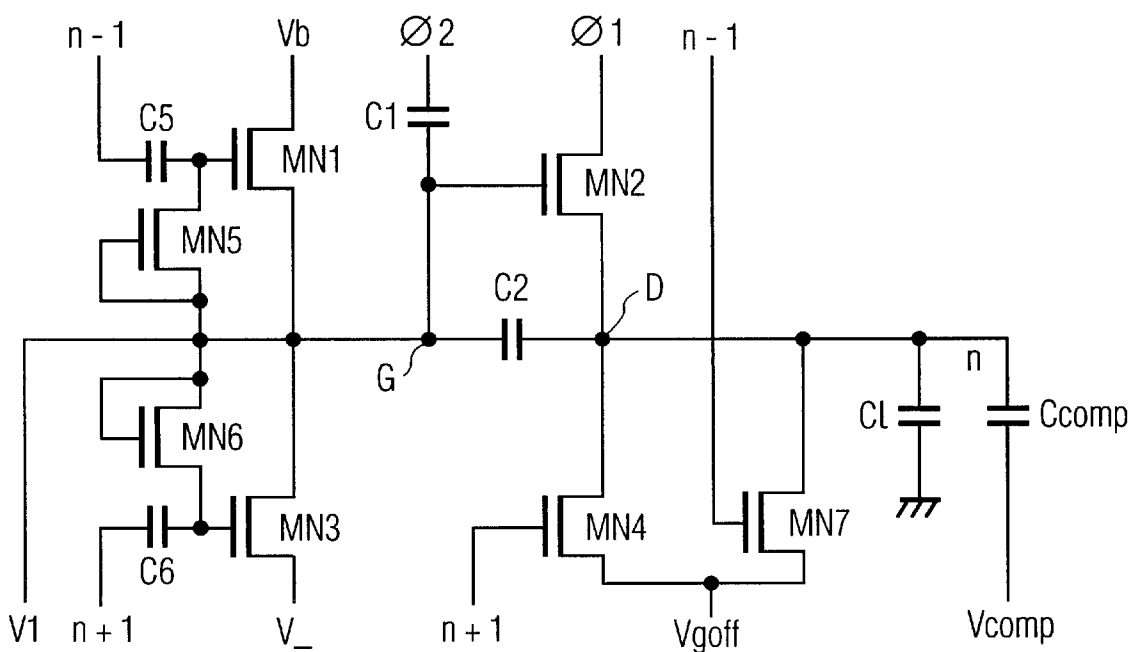 n - 1
Vb
Ø2
Ø1
n - 1
C5
C1
MN1
MN2
MN5
C2
D
G
n
MN6
CL
Ccomp
MN3
MN4
MN7
C6
V1
n + 1
V_
n + 1
Vgoff
Vcomp